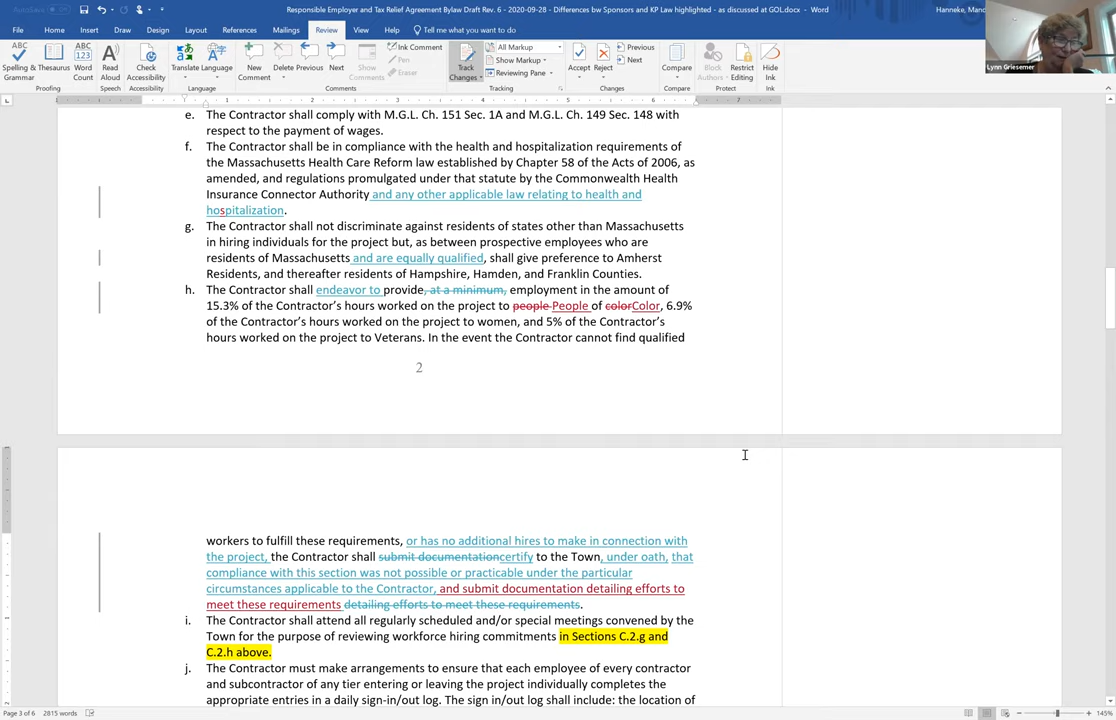 AutoSave Off
Responsible Employer and Tax Relief Agreement Bylaw Draft Rev. 6 - 2020-09-28 - Differences bw Sponsors and KP Law highlighted - as discussed at GOL.docx - Word
Hanneke, Manc
File Home Insert Draw Design Layout References Mailings Review View Help Tell me what you want to do
Lynn Griesemer
Spelling & Grammar
Thesaurus
Word Count
Read Aloud
Check Accessibility
Translate
Language
New Comment
Delete
Previous
Next
Show Comments
Ink Comment
Pen
Eraser
Track Changes
All Markup
Show Markup
Reviewing Pane
Accept
Reject
Previous
Next
Compare
Block Authors
Restrict Editing
Hide Ink
Proofing Speech Accessibility Language Comments Tracking Changes Compare Protect Ink
1 2 3 4 5 6 7
e. The Contractor shall comply with M.G.L. Ch. 151 Sec. 1A and M.G.L. Ch. 149 Sec. 148 with
respect to the payment of wages.
f. The Contractor shall be in compliance with the health and hospitalization requirements of
the Massachusetts Health Care Reform law established by Chapter 58 of the Acts of 2006, as
amended, and regulations promulgated under that statute by the Commonwealth Health
Insurance Connector Authority and any other applicable law relating to health and
hospitalization.
g. The Contractor shall not discriminate against residents of states other than Massachusetts
in hiring individuals for the project but, as between prospective employees who are
residents of Massachusetts and are equally qualified, shall give preference to Amherst
Residents, and thereafter residents of Hampshire, Hamden, and Franklin Counties.
h. The Contractor shall endeavor to provide, at a minimum, employment in the amount of
15.3% of the Contractor's hours worked on the project to people People of colorColor, 6.9%
of the Contractor's hours worked on the project to women, and 5% of the Contractor's
hours worked on the project to Veterans. In the event the Contractor cannot find qualified
2
workers to fulfill these requirements, or has no additional hires to make in connection with
the project, the Contractor shall submit documentationcertify to the Town, under oath, that
compliance with this section was not possible or practicable under the particular
circumstances applicable to the Contractor, and submit documentation detailing efforts to
meet these requirements detailing efforts to meet these requirements.
i. The Contractor shall attend all regularly scheduled and/or special meetings convened by the
Town for the purpose of reviewing workforce hiring commitments in Sections C.2.g and
C.2.h above.
j. The Contractor must make arrangements to ensure that each employee of every contractor
and subcontractor of any tier entering or leaving the project individually completes the
appropriate entries in a daily sign-in/out log. The sign in/out log shall include: the location of
Page 3 of 6 2815 words
145%